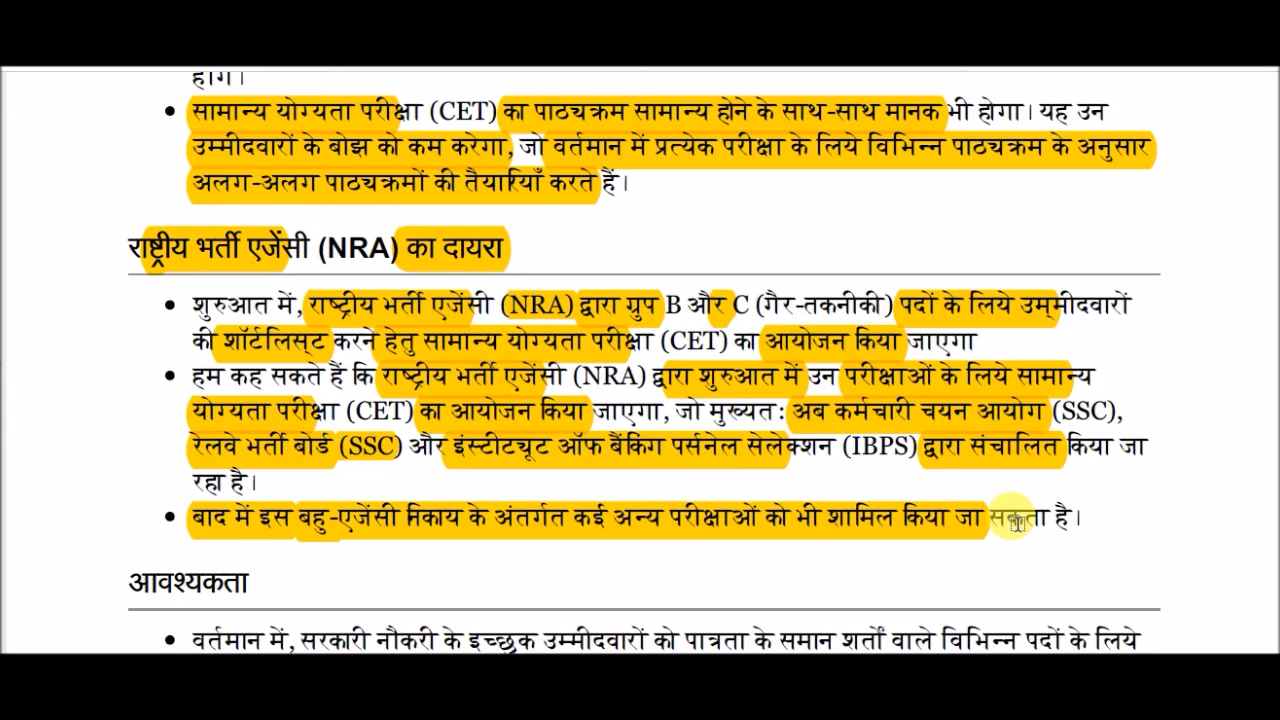 होंगे।
सामान्य योग्यता परीक्षा (CET) का पाठ्यक्रम सामान्य होने के साथ-साथ मानक भी होगा। यह उन
उम्मीदवारों के बोझ को कम करेगा, जो वर्तमान में प्रत्येक परीक्षा के लिये विभिन्न पाठ्यक्रम के अनुसार
अलग-अलग पाठ्यक्रमों की तैयारियाँ करते हैं।
राष्ट्रीय भर्ती एजेंसी (NRA) का दायरा
शुरुआत में, राष्ट्रीय भर्ती एजेंसी (NRA) द्वारा ग्रुप B और C (गैर-तकनीकी) पदों के लिये उम्मीदवारों
की शॉर्टलिस्ट करने हेतु सामान्य योग्यता परीक्षा (CET) का आयोजन किया जाएगा
हम कह सकते हैं कि राष्ट्रीय भर्ती एजेंसी (NRA) द्वारा शुरुआत में उन परीक्षाओं के लिये सामान्य
योग्यता परीक्षा (CET) का आयोजन किया जाएगा, जो मुख्यतः अब कर्मचारी चयन आयोग (SSC),
रेलवे भर्ती बोर्ड (SSC) और इंस्टीट्यूट ऑफ बैंकिंग पर्सनेल सेलेक्शन (IBPS) द्वारा संचालित किया जा
रहा है।
बाद में इस बहु-एजेंसी निकाय के अंतर्गत कई अन्य परीक्षाओं को भी शामिल किया जा सकता है।
आवश्यकता
वर्तमान में, सरकारी नौकरी के इच्छुक उम्मीदवारों को पात्रता के समान शर्तों वाले विभिन्न पदों के लिये